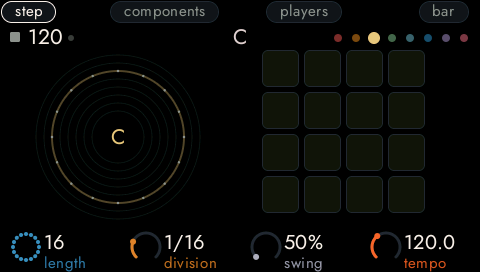 step components players bar
120 C
C
16 1/16 50% 120.0
length division swing tempo